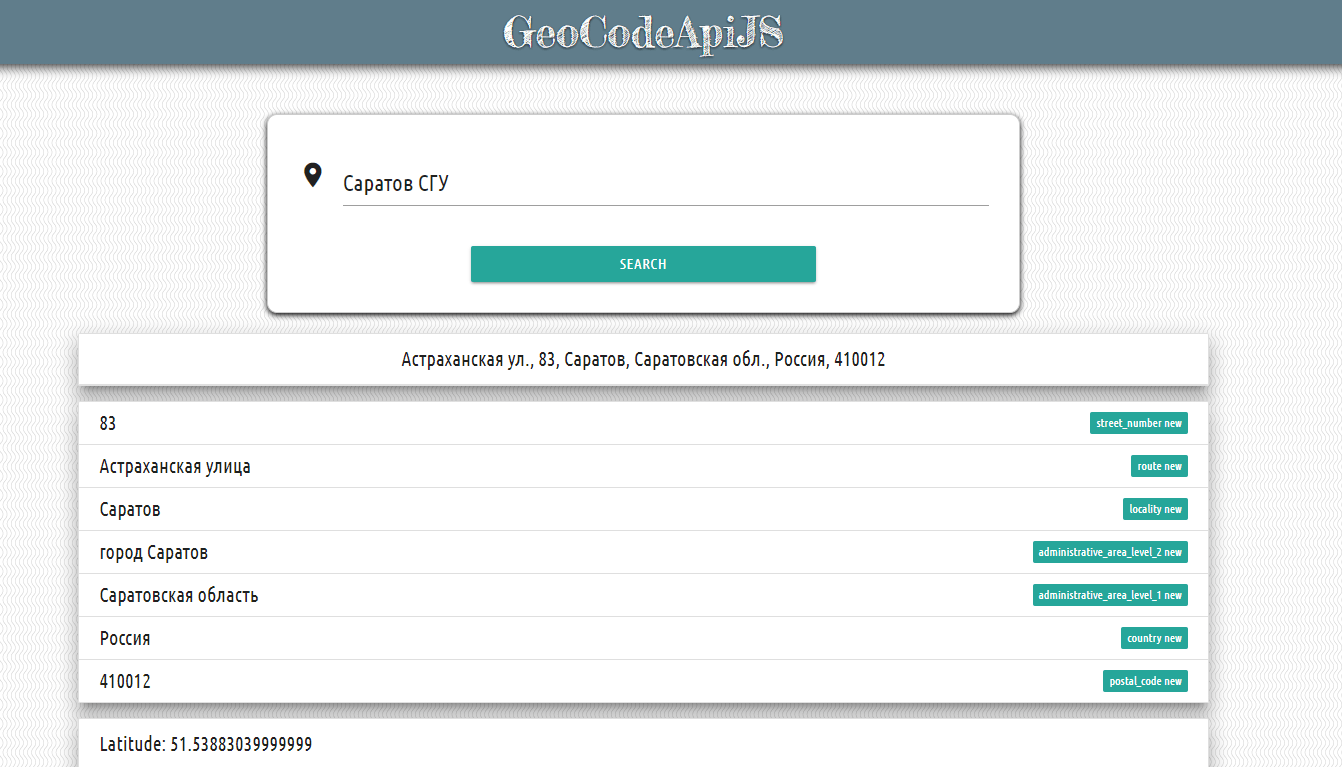 GeoCodeApiJS
Саратов СГУ
SEARCH
Астраханская ул., 83, Саратов, Саратовская обл., Россия, 410012
83 street_number new
Астраханская улица route new
Саратов locality new
город Саратов administrative_area_level_2 new
Саратовская область administrative_area_level_1 new
Россия country new
410012 postal_code new
Latitude: 51.53883039999999